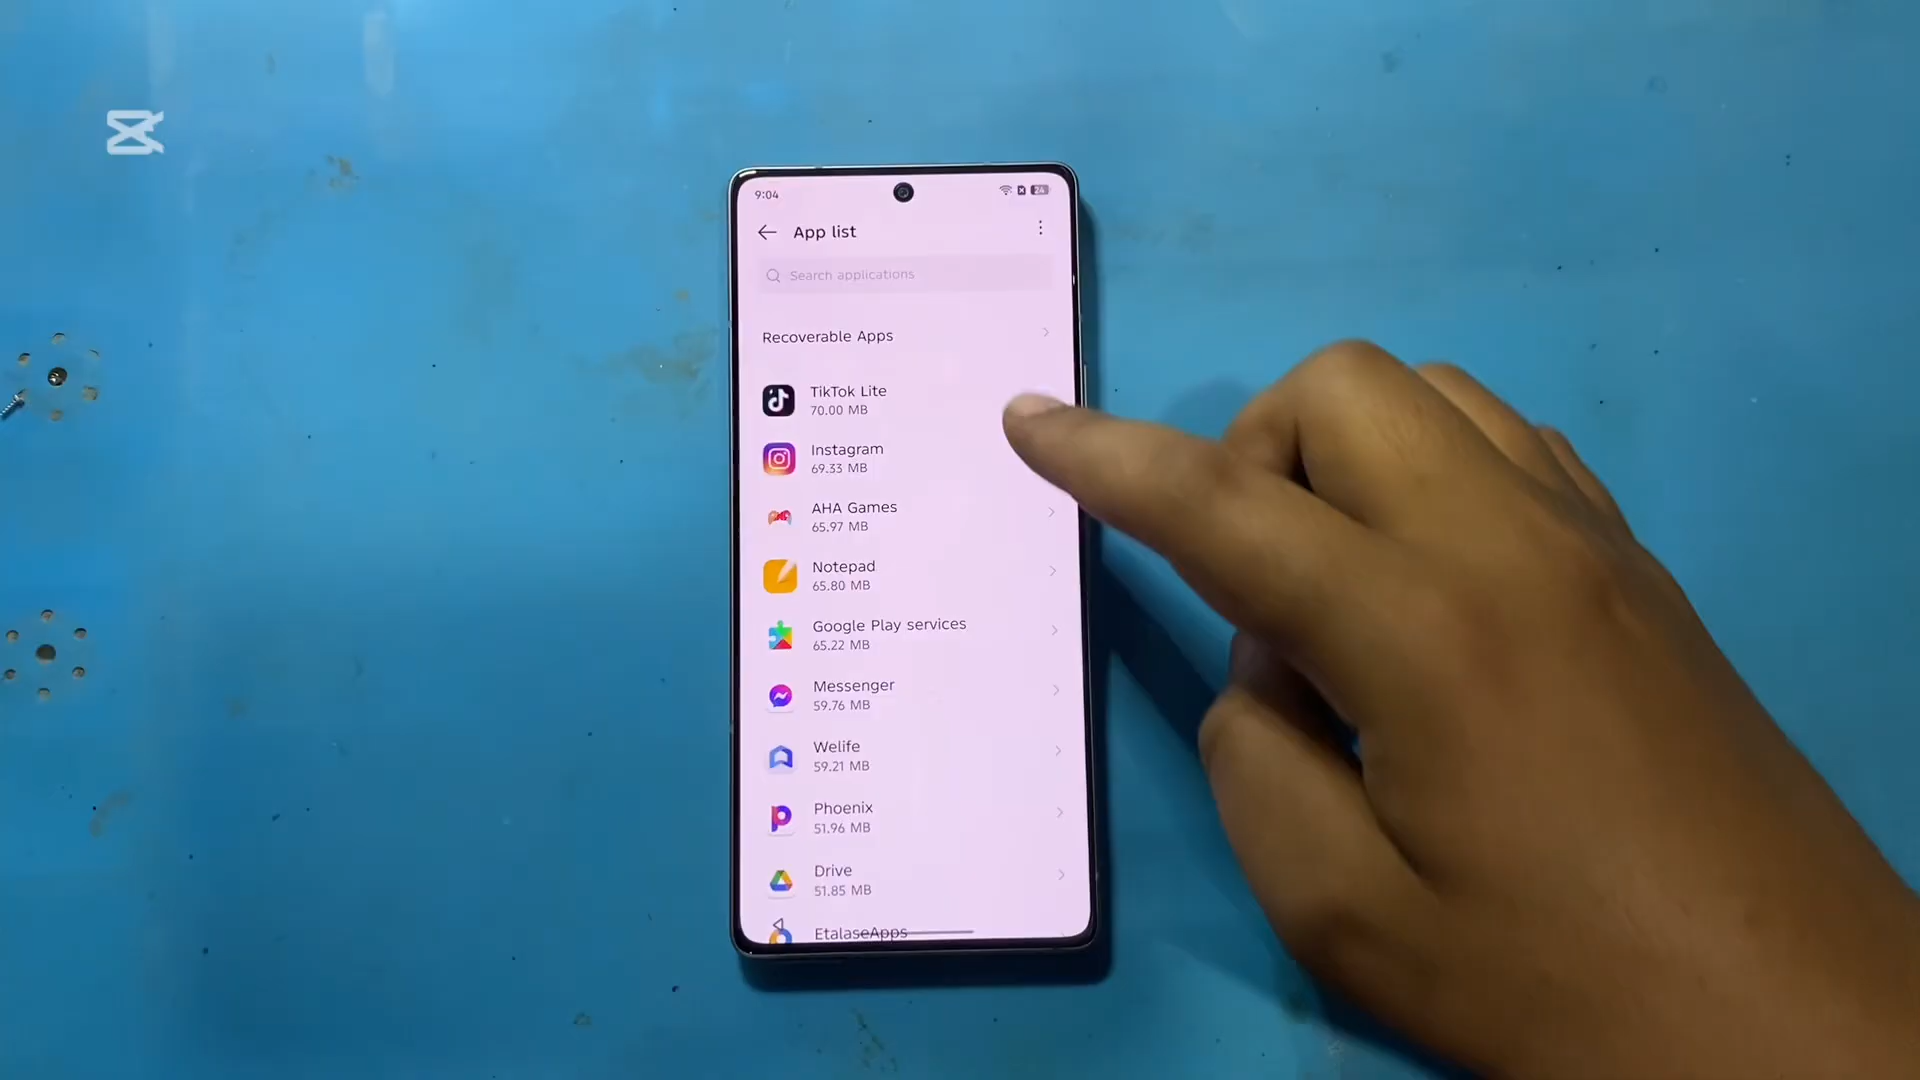 9:04
24
App list
Search applications
Recoverable Apps
TikTok Lite
70.00 MB
Instagram
69.33 MB
AHA Games
65.97 MB
Notepad
65.80 MB
Google Play services
65.22 MB
Messenger
59.76 MB
Welife
59.21 MB
Phoenix
51.96 MB
Drive
51.85 MB
EtalaseApps